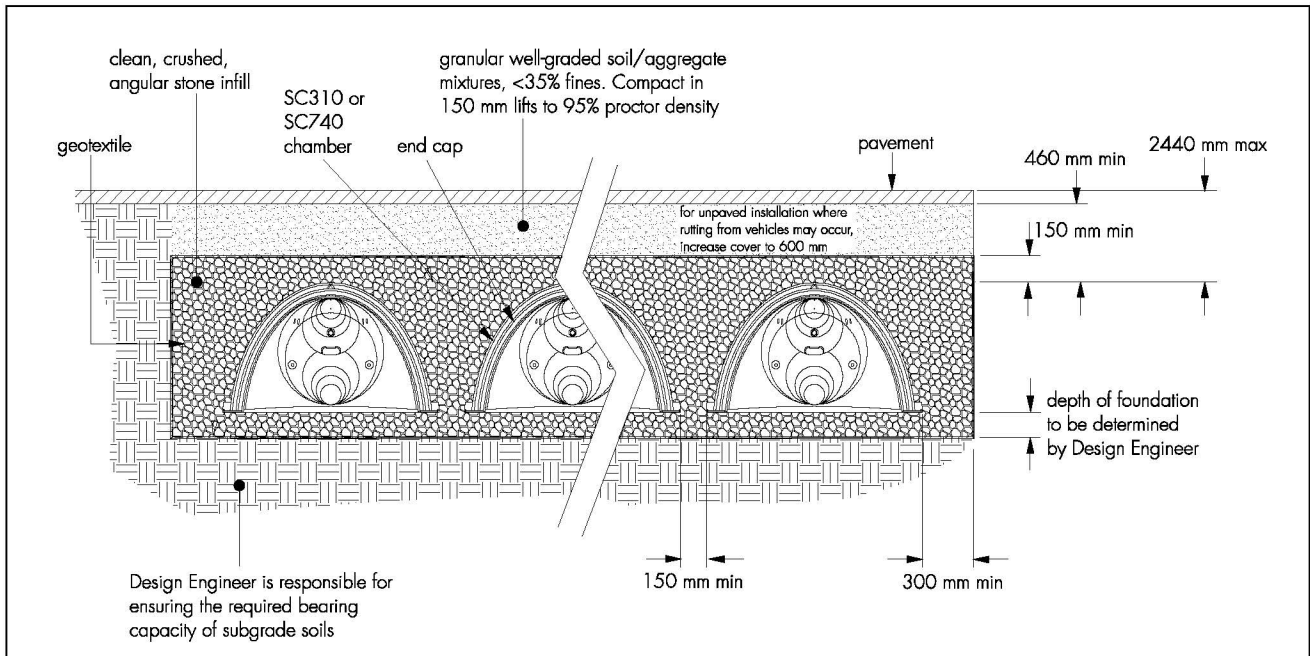 clean, crushed,
angular stone infill
granular well-graded soil/aggregate
mixtures, <35% fines. Compact in
150 mm lifts to 95% proctor density
SC310 or
SC740
chamber
geotextile
end cap
pavement
460 mm min
2440 mm max
for unpaved installation where
rutting from vehicles may occur,
increase cover to 600 mm
150 mm min
depth of foundation
to be determined
by Design Engineer
150 mm min
300 mm min
Design Engineer is responsible for
ensuring the required bearing
capacity of subgrade soils